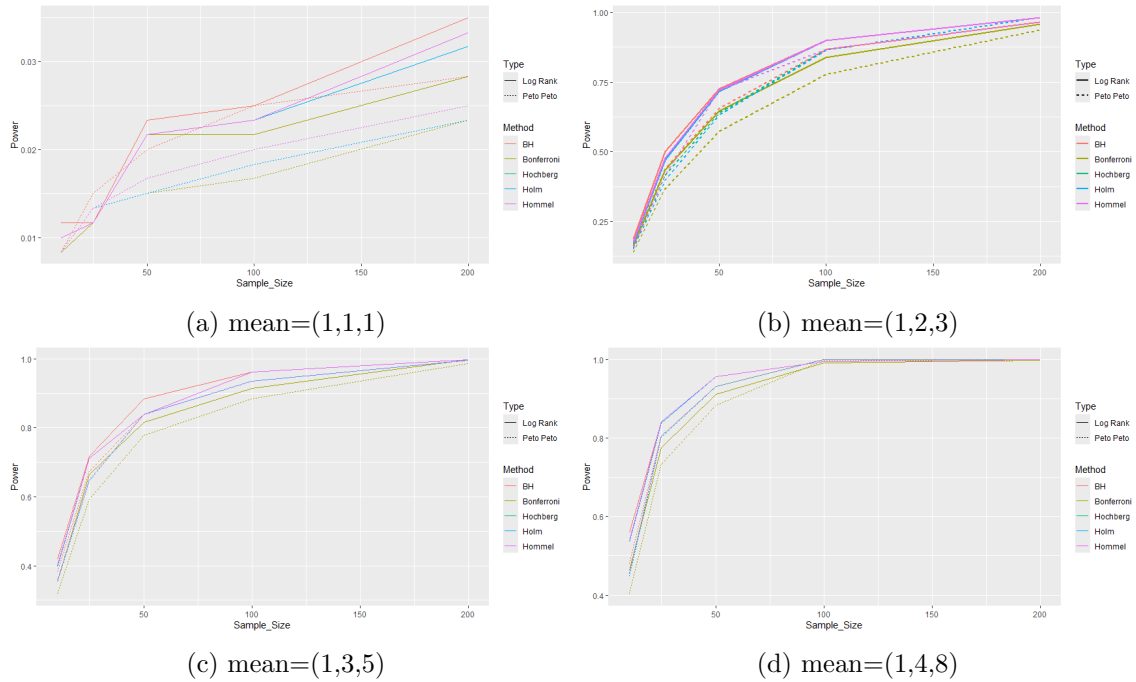 0.03
0.02
0.01
Power
50
100
150
200
Sample_Size
Type
Log Rank
Peto Peto
Method
BH
Bonferroni
Hochberg
Holm
Hommel
(a) mean=(1,1,1)
1.00
0.75
0.50
0.25
Power
50
100
150
200
Sample_Size
Type
Log Rank
Peto Peto
Method
BH
Bonferroni
Hochberg
Holm
Hommel
(b) mean=(1,2,3)
1.0
0.8
0.6
0.4
Power
50
100
150
200
Sample_Size
Type
Log Rank
Peto Peto
Method
BH
Bonferroni
Hochberg
Holm
Hommel
(c) mean=(1,3,5)
1.0
0.8
0.6
0.4
Power
50
100
150
200
Sample_Size
Type
Log Rank
Peto Peto
Method
BH
Bonferroni
Hochberg
Holm
Hommel
(d) mean=(1,4,8)